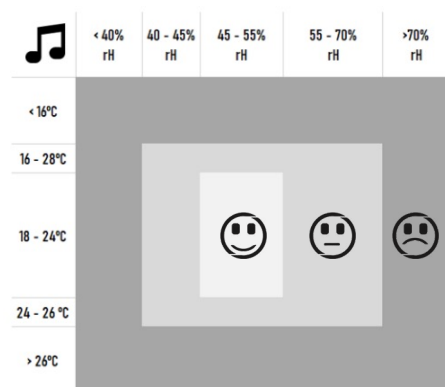 < 40% 40 - 45% 45 - 55% 55 - 70% >70%
rH rH rH rH rH
< 16°C
16 - 28°C
18 - 24°C
24 - 26 °C
> 26°C